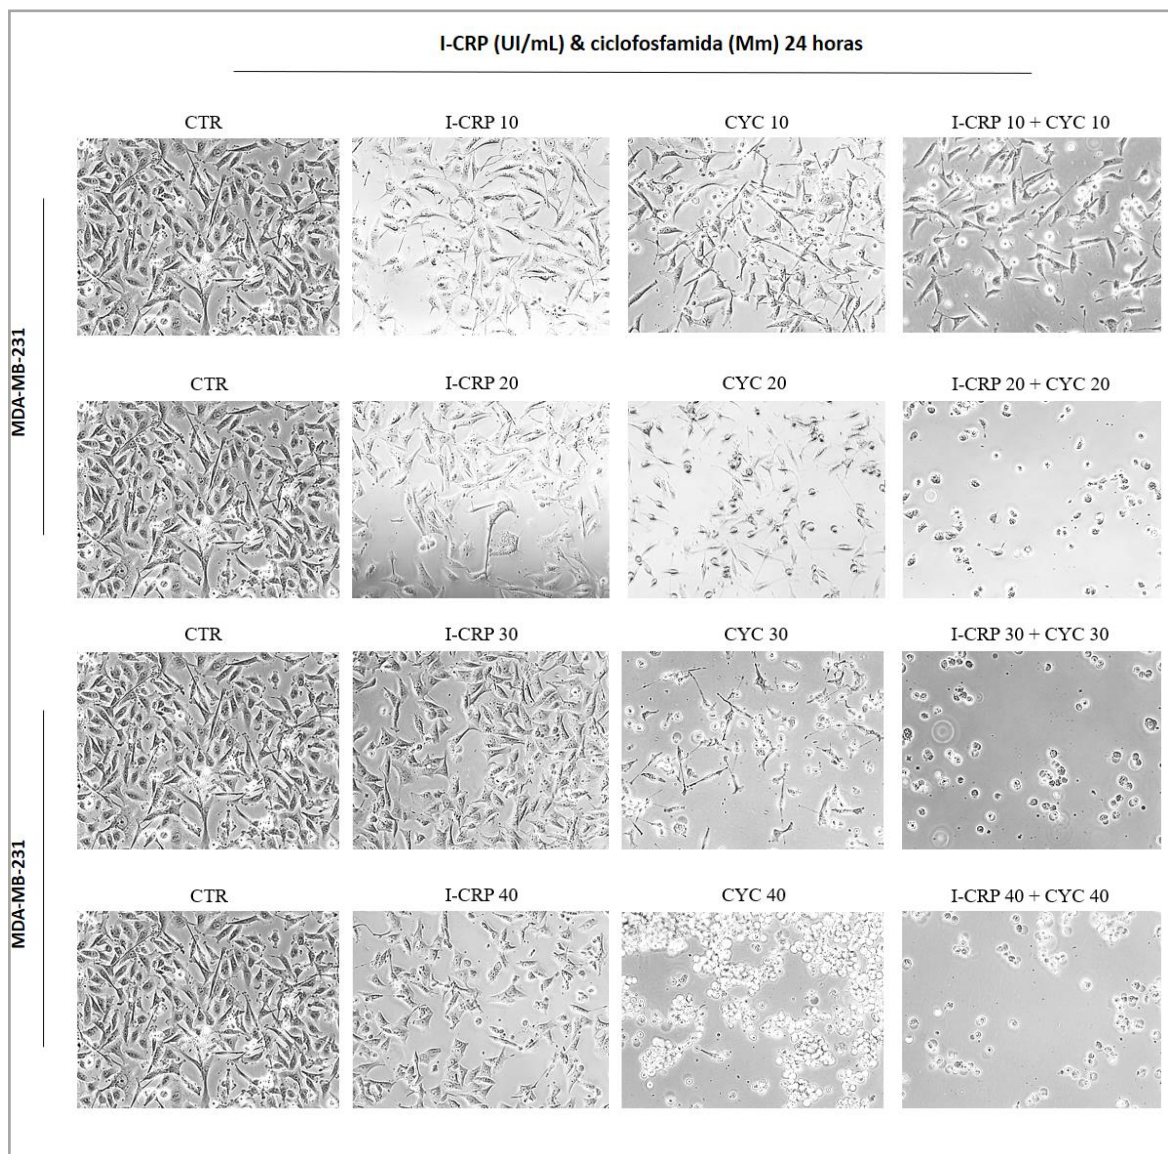 I-CRP (UI/mL) & ciclofosfamida (Mm) 24 horas
CTR
I-CRP 10
CYC 10
I-CRP 10 + CYC 10
MDA-MB-231
CTR
I-CRP 20
CYC 20
I-CRP 20 + CYC 20
CTR
I-CRP 30
CYC 30
I-CRP 30 + CYC 30
MDA-MB-231
CTR
I-CRP 40
CYC 40
I-CRP 40 + CYC 40